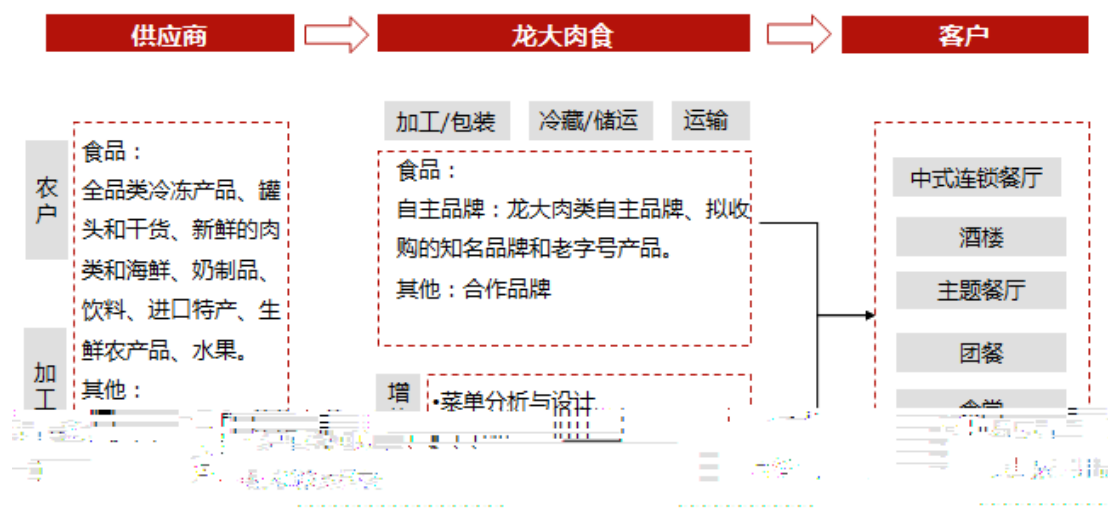 供应商
龙大肉食
客户
农户
食品：
全品类冷冻产品、罐
头和干货、新鲜的肉
类和海鲜、奶制品、
饮料、进口特产、生
鲜农产品、水果。
其他：
加工
加工/包装
冷藏/储运
运输
食品：
自主品牌：龙大肉类自主品牌、拟收
购的知名品牌和老字号产品。
其他：合作品牌
增
•菜单分析与设计
中式连锁餐厅
酒楼
主题餐厅
团餐